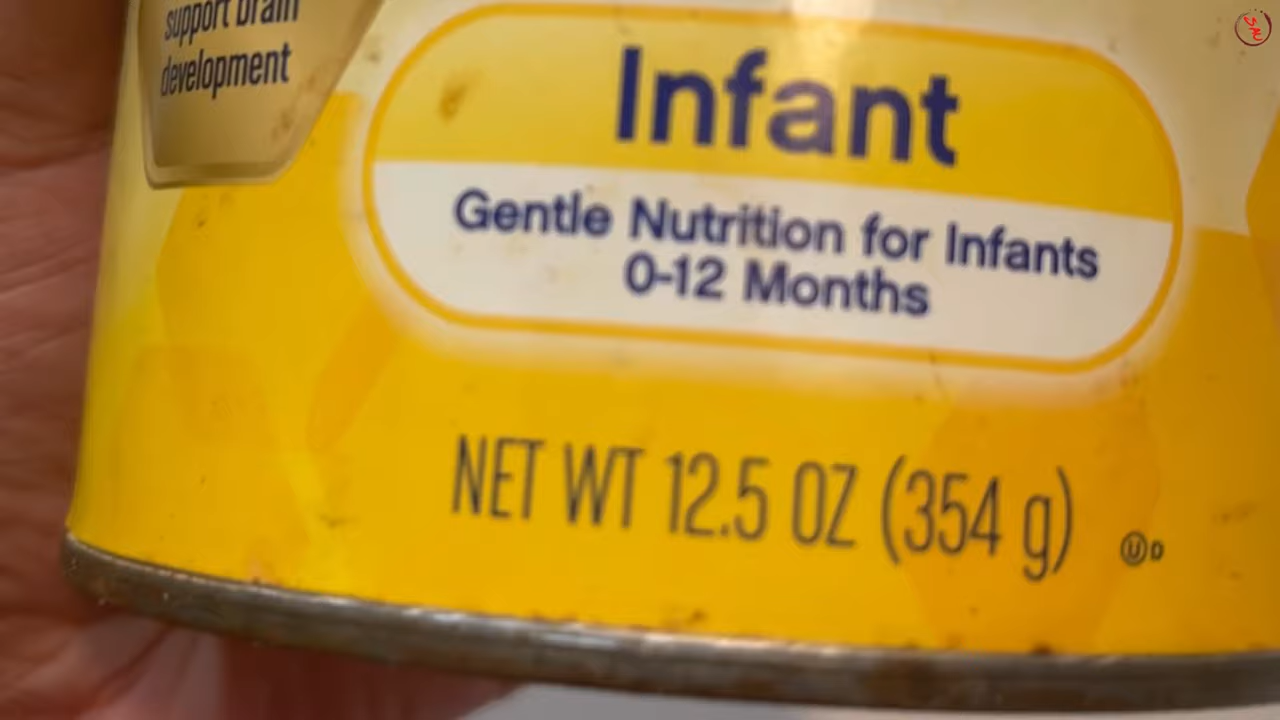 support brain
development
Infant
Gentle Nutrition for Infants
0-12 Months
NET WT 12.5 OZ (354 g)
Ⓤ D